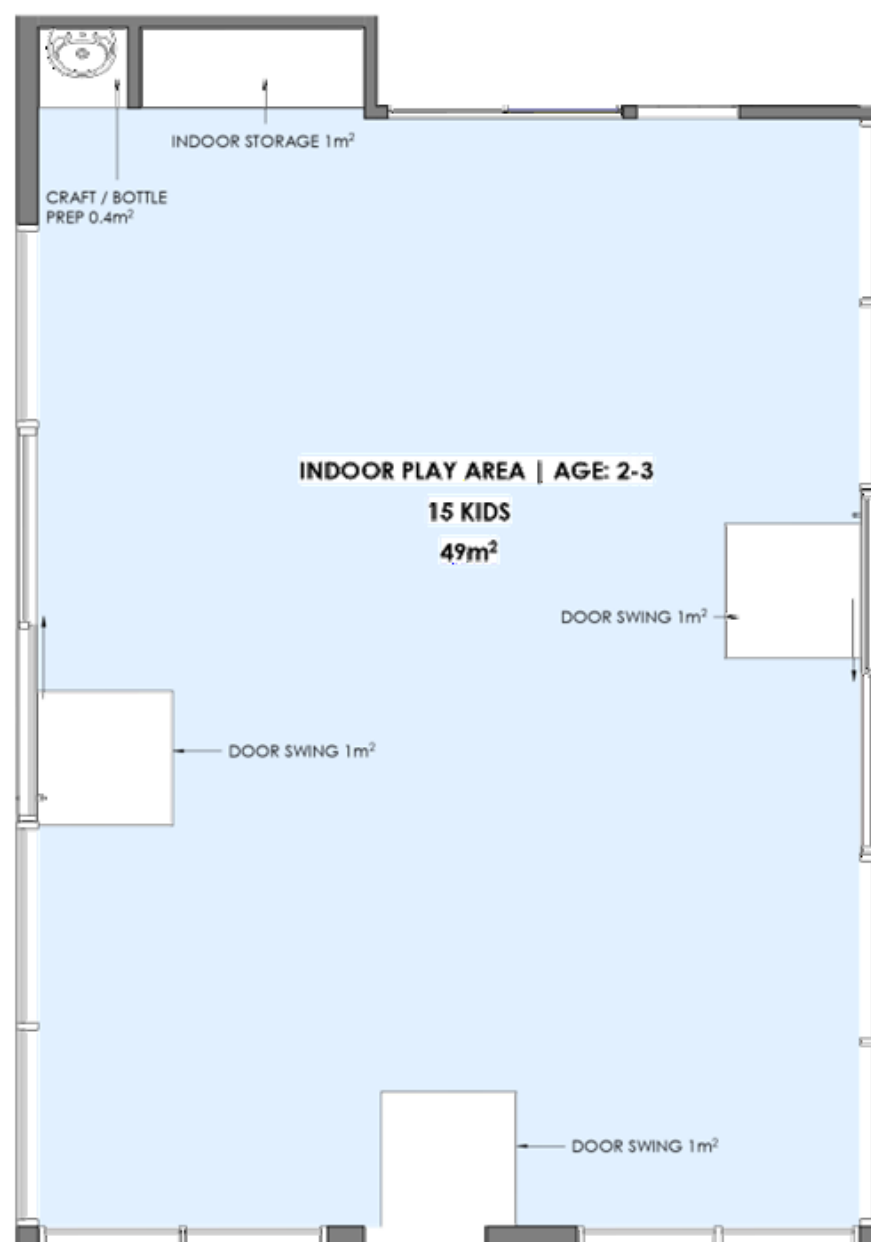 INDOOR STORAGE 1m²
CRAFT / BOTTLE
PREP 0.4m²
INDOOR PLAY AREA | AGE: 2-3
15 KIDS
49m²
DOOR SWING 1m²
DOOR SWING 1m²
DOOR SWING 1m²